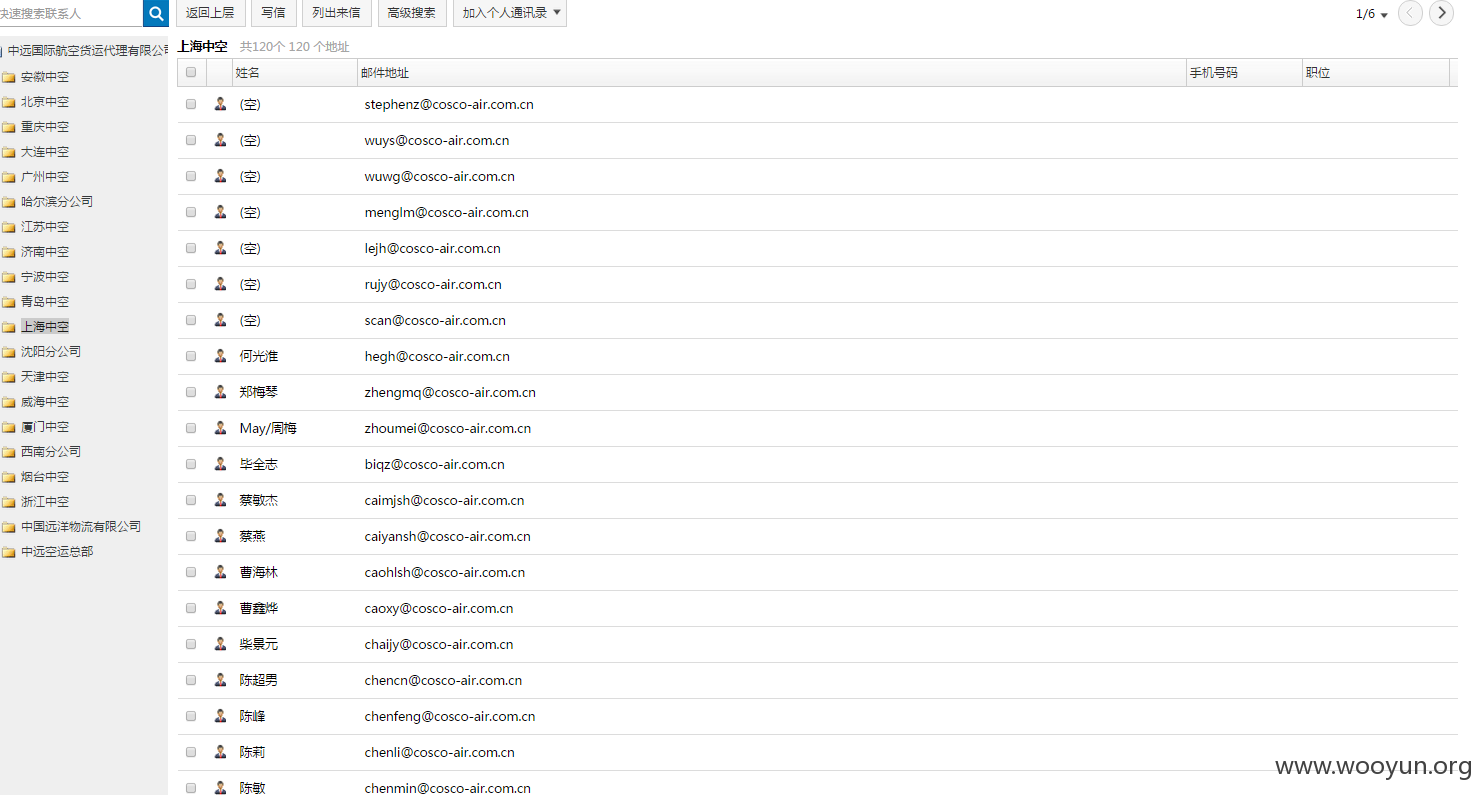 快速搜索联系人
返回上层 写信 列出来信 高级搜索 加入个人通讯录 1/6
中远国际航空货运代理有限公司
安徽中空
北京中空
重庆中空
大连中空
广州中空
哈尔滨分公司
江苏中空
济南中空
宁波中空
青岛中空
上海中空
沈阳分公司
天津中空
威海中空
厦门中空
西南分公司
烟台中空
浙江中空
中国远洋物流有限公司
中远空运总部
上海中空 共120个 120 个地址
姓名 邮件地址 手机号码 职位
(空) stephenz@cosco-air.com.cn
(空) wuys@cosco-air.com.cn
(空) wuwg@cosco-air.com.cn
(空) menglm@cosco-air.com.cn
(空) lejh@cosco-air.com.cn
(空) rujy@cosco-air.com.cn
(空) scan@cosco-air.com.cn
何光淮 hegh@cosco-air.com.cn
郑梅琴 zhengmq@cosco-air.com.cn
May/周梅 zhoumei@cosco-air.com.cn
毕全志 biqz@cosco-air.com.cn
蔡敏杰 caimjsh@cosco-air.com.cn
蔡燕 caiyansh@cosco-air.com.cn
曹海林 caohlsh@cosco-air.com.cn
曹鑫烨 caoxy@cosco-air.com.cn
柴景元 chaijy@cosco-air.com.cn
陈超男 chencn@cosco-air.com.cn
陈峰 chenfeng@cosco-air.com.cn
陈莉 chenli@cosco-air.com.cn
陈敏 chenmin@cosco-air.com.cn
www.wooyun.org